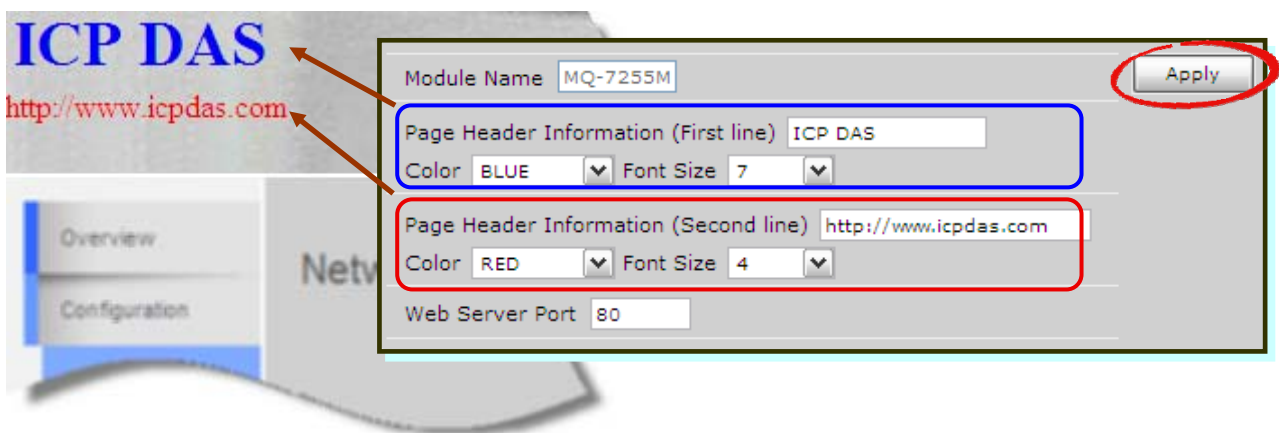 ICP DAS
http://www.icpdas.com
Overview
Configuration
Netw
Module Name MQ-7255M
Apply
Page Header Information (First line) ICP DAS
Color BLUE Font Size 7
Page Header Information (Second line) http://www.icpdas.com
Color RED Font Size 4
Web Server Port 80